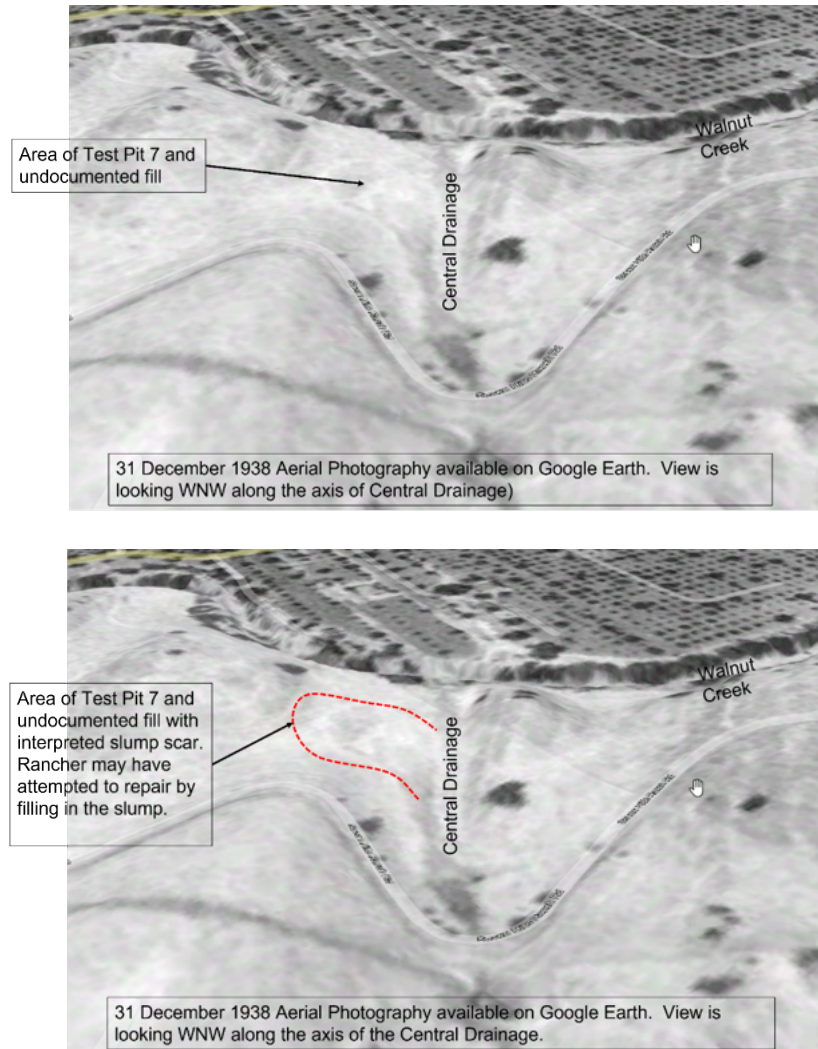 Area of Test Pit 7 and
undocumented fill
Walnut
Creek
Central Drainage
31 December 1938 Aerial Photography available on Google Earth.  View is
looking WNW along the axis of Central Drainage)
Area of Test Pit 7 and
undocumented fill with
interpreted slump scar.
Rancher may have
attempted to repair by
filling in the slump.
Walnut
Creek
Central Drainage
31 December 1938 Aerial Photography available on Google Earth.  View is
looking WNW along the axis of the Central Drainage.